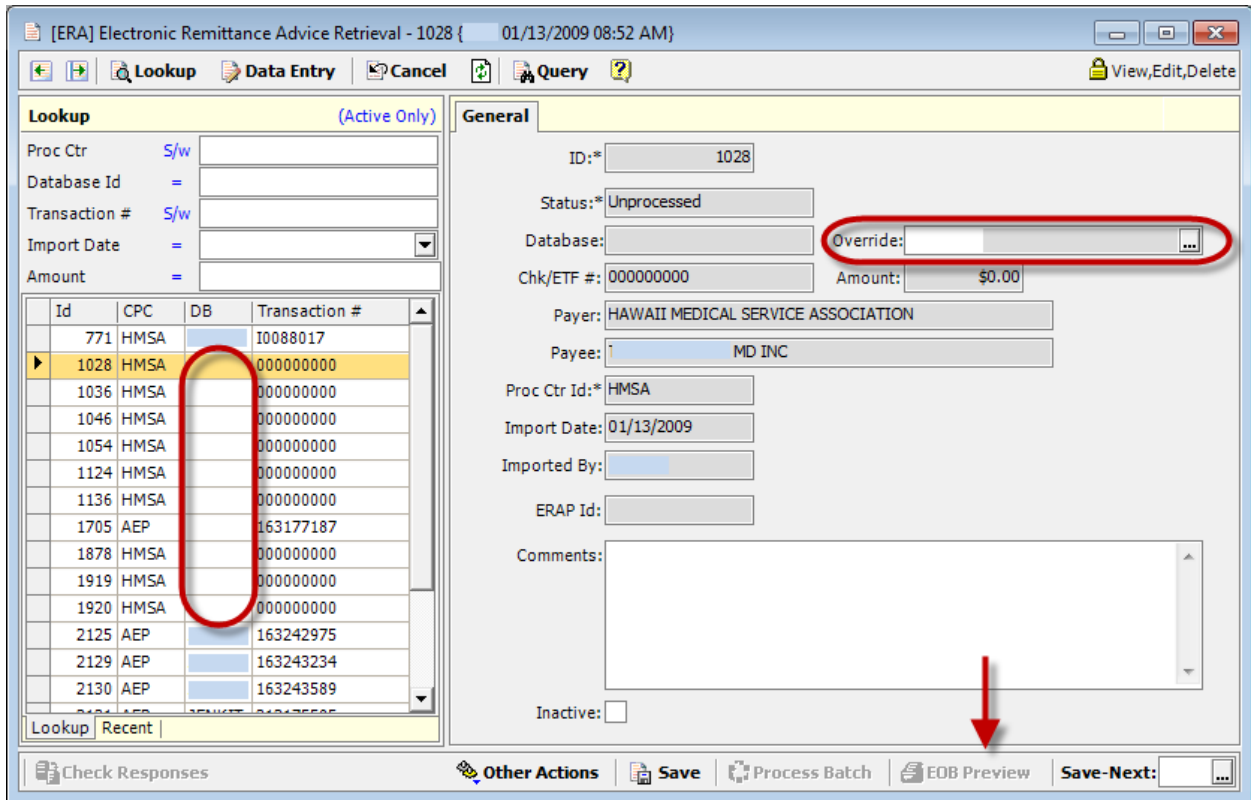 [ERA] Electronic Remittance Advice Retrieval - 1028 { 01/13/2009 08:52 AM}
Lookup Data Entry Cancel Query View,Edit,Delete
Lookup (Active Only)
Proc Ctr S/w
Database Id =
Transaction # S/w
Import Date =
Amount =
Id CPC DB Transaction #
771 HMSA I0088017
1028 HMSA 000000000
1036 HMSA 000000000
1046 HMSA 000000000
1054 HMSA 000000000
1124 HMSA 000000000
1136 HMSA 000000000
1705 AEP 163177187
1878 HMSA 000000000
1919 HMSA 000000000
1920 HMSA 000000000
2125 AEP 163242975
2129 AEP 163243234
2130 AEP 163243589
Lookup Recent
General
ID:* 1028
Status:* Unprocessed
Database: Override: ...
Chk/ETF #: 000000000 Amount: $0.00
Payer: HAWAII MEDICAL SERVICE ASSOCIATION
Payee: MD INC
Proc Ctr Id:* HMSA
Import Date: 01/13/2009
Imported By:
ERAP Id:
Comments:
Inactive:
Check Responses Other Actions Save Process Batch EOB Preview Save-Next: ...